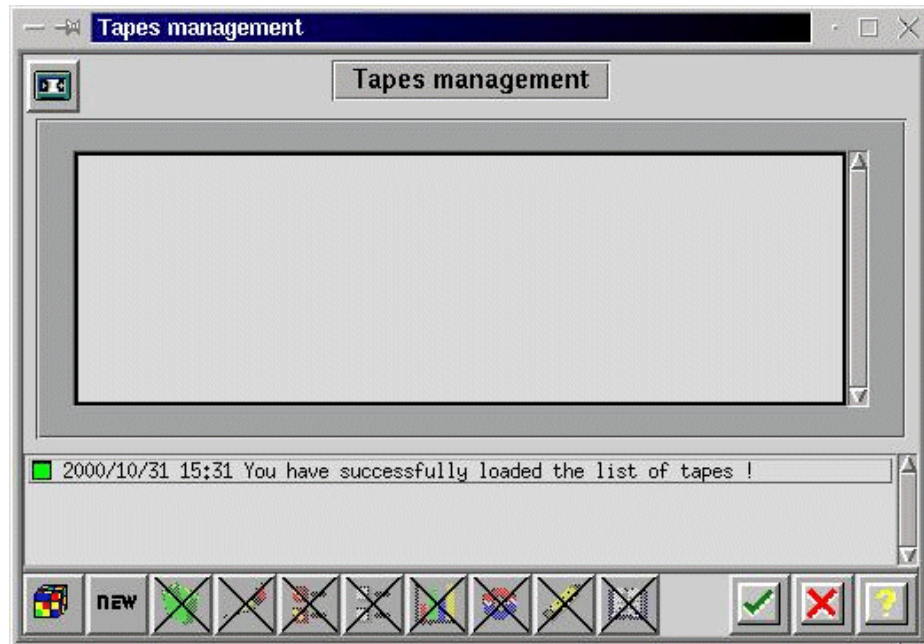 Tapes management
Tapes management
2000/10/31 15:31 You have successfully loaded the list of tapes !
NEW
?